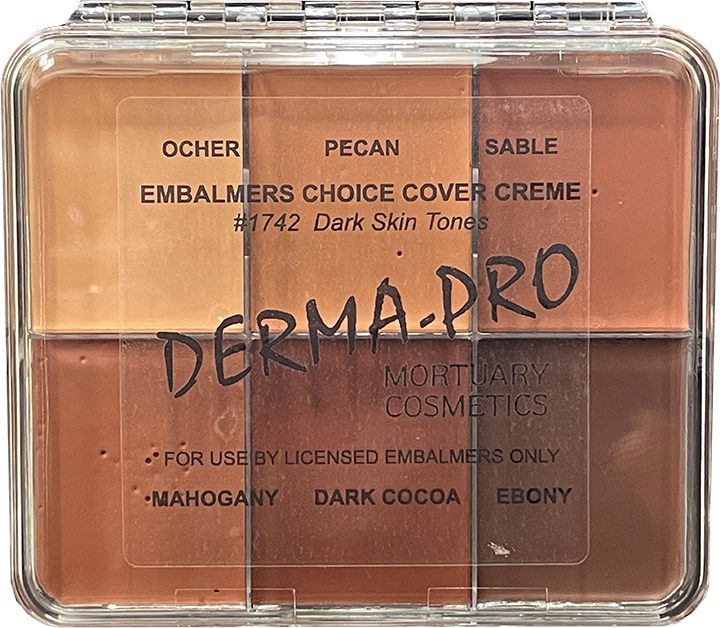 OCHER PECAN SABLE
EMBALMERS CHOICE COVER CREME
#1742 Dark Skin Tones
DERMA-PRO
MORTUARY
COSMETICS
FOR USE BY LICENSED EMBALMERS ONLY
MAHOGANY DARK COCOA EBONY